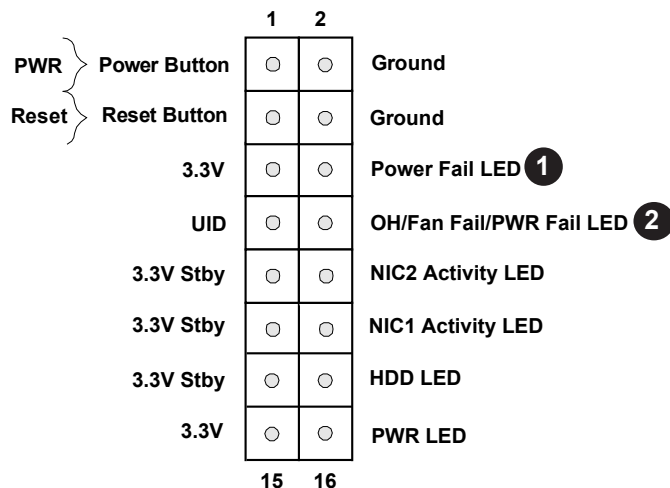 1 2
PWR Power Button Ground
Reset Reset Button Ground
3.3V Power Fail LED 1
UID OH/Fan Fail/PWR Fail LED 2
3.3V Stby NIC2 Activity LED
3.3V Stby NIC1 Activity LED
3.3V Stby HDD LED
3.3V PWR LED
15 16